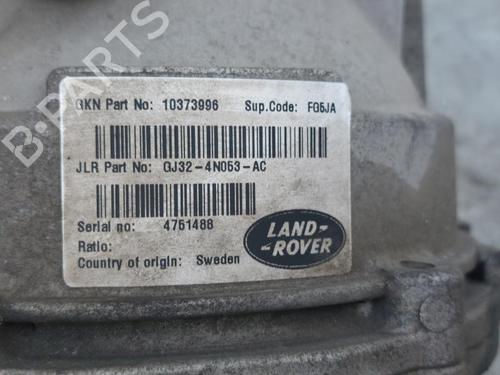 GKN Part No: 10373996 Sup.Code: FG5JA
JLR Part No: GJ32-4N053-AC
Serial no: 4751488
Ratio:
Country of origin: Sweden
LAND-
-ROVER
B-PARTS